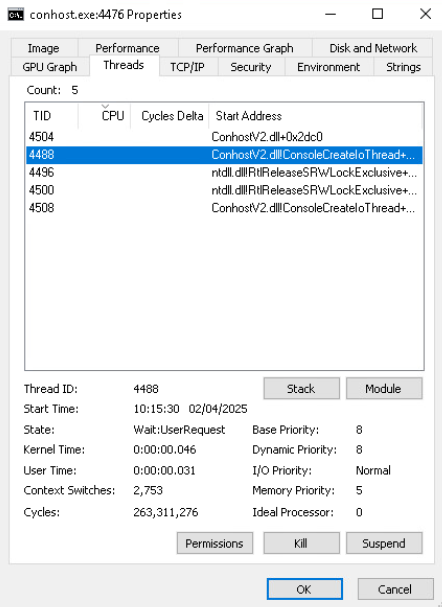 conhost.exe:4476 Properties
Image Performance Performance Graph Disk and Network
GPU Graph Threads TCP/IP Security Environment Strings
Count: 5
TID CPU Cycles Delta Start Address
4504 ConhostV2.dll+0x2dc0
4488 ConhostV2.dll!ConsoleCreateIoThread+...
4496 ntdll.dll!RtlReleaseSRWLockExclusive+...
4500 ntdll.dll!RtlReleaseSRWLockExclusive+...
4508 ConhostV2.dll!ConsoleCreateIoThread+...
Thread ID: 4488 Stack Module
Start Time: 10:15:30 02/04/2025
State: Wait:UserRequest Base Priority: 8
Kernel Time: 0:00:00.046 Dynamic Priority: 8
User Time: 0:00:00.031 I/O Priority: Normal
Context Switches: 2,753 Memory Priority: 5
Cycles: 263,311,276 Ideal Processor: 0
Permissions Kill Suspend
OK Cancel